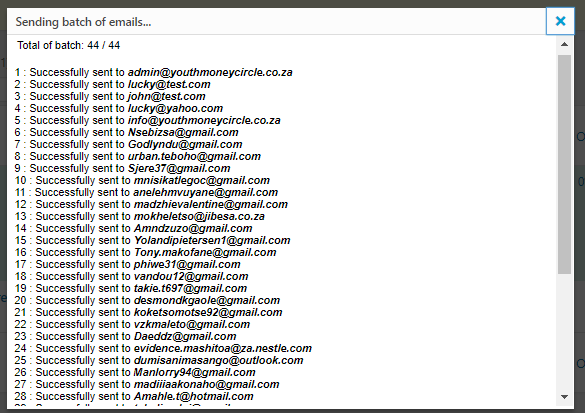 Sending batch of emails...
Total of batch: 44 / 44
1 : Successfully sent to admin@youthmoneycircle.co.za
2 : Successfully sent to lucky@test.com
3 : Successfully sent to john@test.com
4 : Successfully sent to lucky@yahoo.com
5 : Successfully sent to info@youthmoneycircle.co.za
6 : Successfully sent to Nsebizsa@gmail.com
7 : Successfully sent to Godlyndu@gmail.com
8 : Successfully sent to urban.teboho@gmail.com
9 : Successfully sent to Sjere37@gmail.com
10 : Successfully sent to mnisikatlegoc@gmail.com
11 : Successfully sent to anelehmvuyane@gmail.com
12 : Successfully sent to madzhievalentine@gmail.com
13 : Successfully sent to mokheletso@jibesa.co.za
14 : Successfully sent to Amndzuzo@gmail.com
15 : Successfully sent to Yolandipietersen1@gmail.com
16 : Successfully sent to Tony.makofane@gmail.com
17 : Successfully sent to phiwe31@gmail.com
18 : Successfully sent to vandou12@gmail.com
19 : Successfully sent to takie.t697@gmail.com
20 : Successfully sent to desmondkgaole@gmail.com
21 : Successfully sent to koketsomotse92@gmail.com
22 : Successfully sent to vzkmaleto@gmail.com
23 : Successfully sent to Daeddz@gmail.com
24 : Successfully sent to evidence.mashitoa@za.nestle.com
25 : Successfully sent to dumisanimasango@outlook.com
26 : Successfully sent to Manlorry94@gmail.com
27 : Successfully sent to madiiiaakonaho@gmail.com
28 : Successfully sent to Amahle.t@hotmail.com